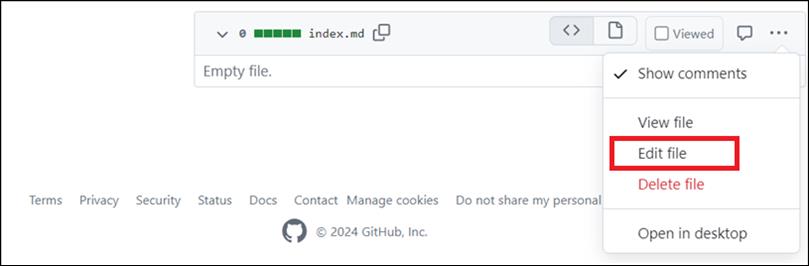 0 index.md Viewed
Empty file.
Show comments
View file
Edit file
Delete file
Open in desktop
Terms Privacy Security Status Docs Contact Manage cookies Do not share my personal
© 2024 GitHub, Inc.